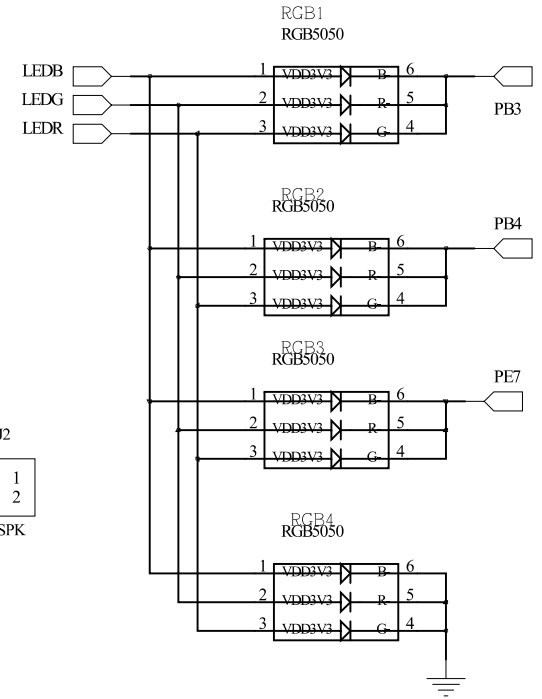 RGB1
RGB5050
LEDB
LEDG
LEDR
1 VDD3V3 B- 6
2 VDD3V3 R- 5
3 VDD3V3 G- 4
PB3
RGB2
RGB5050
PB4
1 VDD3V3 B- 6
2 VDD3V3 R- 5
3 VDD3V3 G- 4
RGB3
RGB5050
PE7
1 VDD3V3 B- 6
2 VDD3V3 R- 5
3 VDD3V3 G- 4
J2
1
2
SPK
RGB4
RGB5050
1 VDD3V3 B- 6
2 VDD3V3 R- 5
3 VDD3V3 G- 4